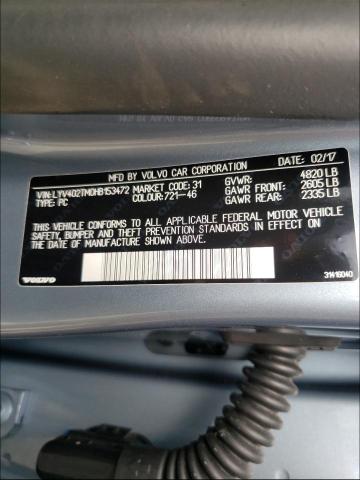 MFD BY VOLVO CAR CORPORATION DATE: 02/17
VIN: LYV402TM0HB153472 MARKET CODE: 31 GVWR: 4820 LB
TYPE: PC COLOUR: 721-46 GAWR FRONT: 2605 LB
GAWR REAR: 2335 LB
THIS VEHICLE CONFORMS TO ALL APPLICABLE FEDERAL MOTOR VEHICLE
SAFETY, BUMPER AND THEFT PREVENTION STANDARDS IN EFFECT ON
THE DATE OF MANUFACTURE SHOWN ABOVE.
VOLVO 31416040